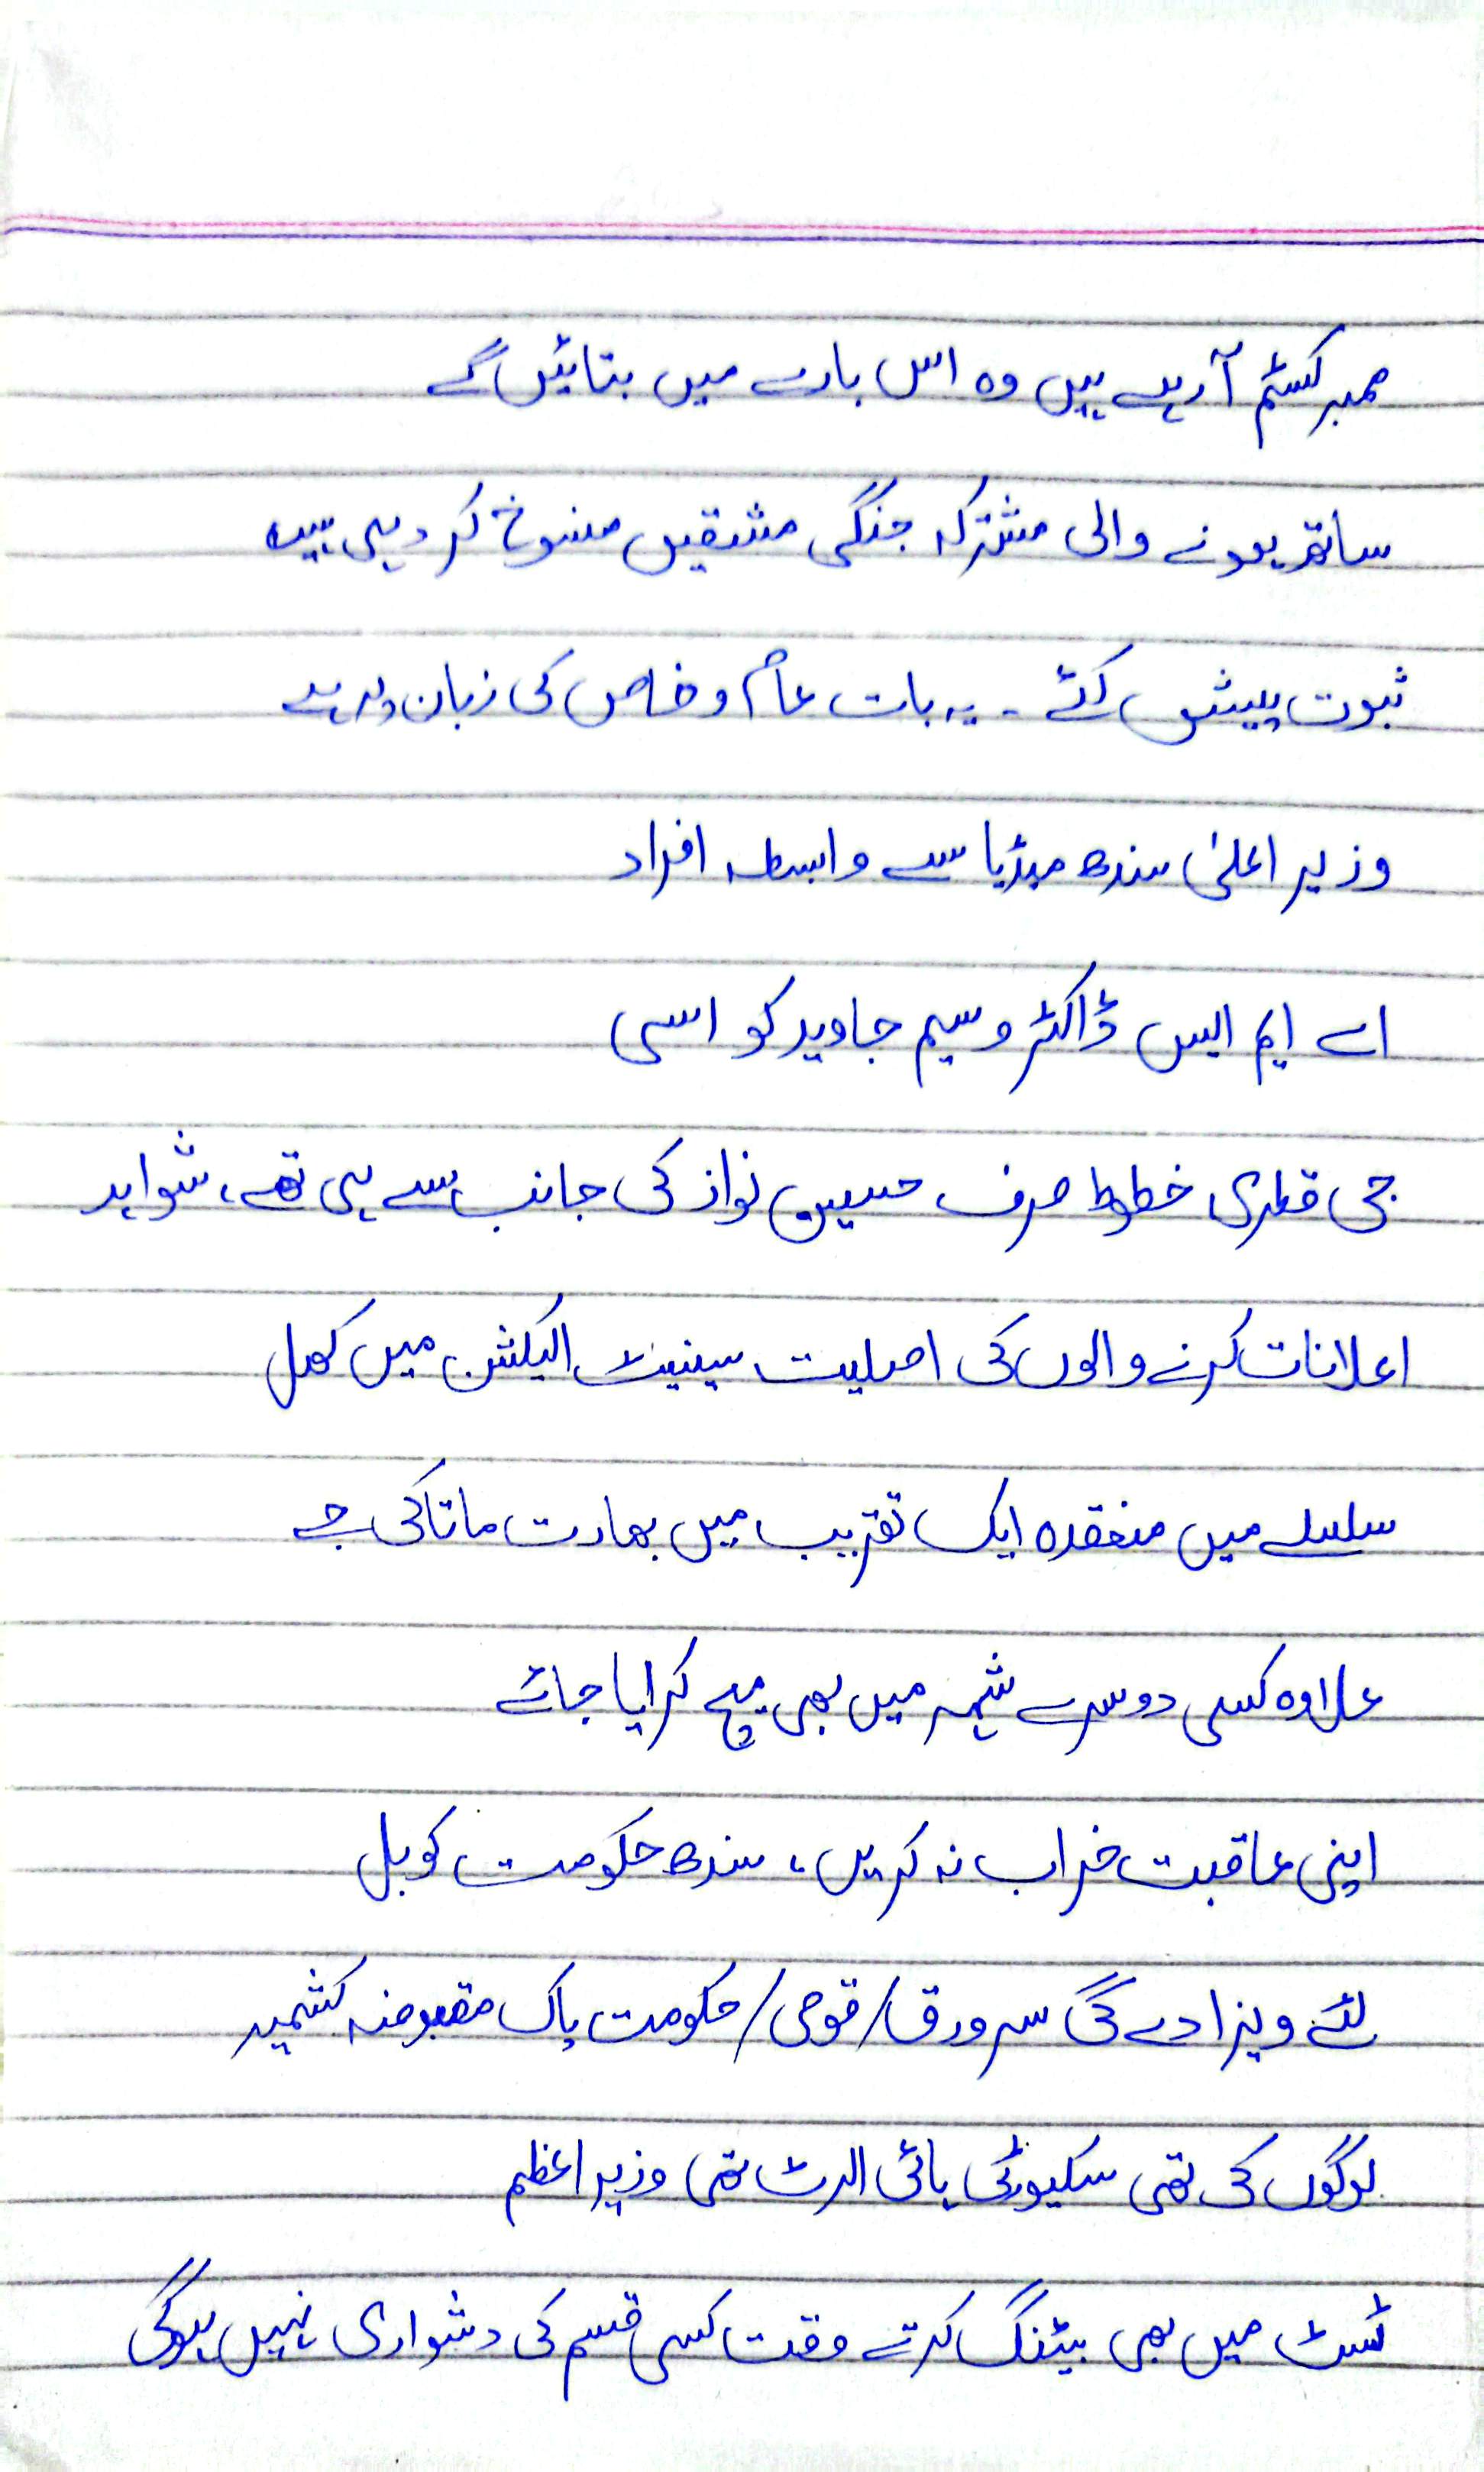 ممبر کسٹم آ رہے ہیں وہ اس بارے میں بتائیں گے
ساتھ ہونے والی مشترکہ جنگی مشقیں منسوخ کر دیں ہیں
ثبوت پیش کئے ۔ یہ بات عام و خاص کی زبان پر ہے
وزیر اعلیٰ سندھ میڈیا سے وابسطہ افراد
اے ایم ایس ڈاکٹر وسیم جاوید کو اسی
جی قطری خطوط صرف حسین نواز کی جانب سے ہی تھے، شواہد
اعلانات کرنے والوں کی اصلیت سینیٹ الیکشن میں کھل
سلسلے میں منعقدہ ایک تقریب میں بھارت ماتا کی جے
علاوہ کسی دوسرے شہر میں بھی میچ کرایا جائے
اپنی عاقبت خراب نہ کریں، سندھ حکومت کو بل
لئے ویزا دے گی سرورق/قومی/حکومت پاک مقبوضہ کشمیر
لوگوں کی تھی سکیورٹی ہائی الرٹ تھی وزیر اعظم
ٹسٹ میں بھی بیٹنگ کرتے وقت کسی قسم کی دشواری نہیں ہوگی